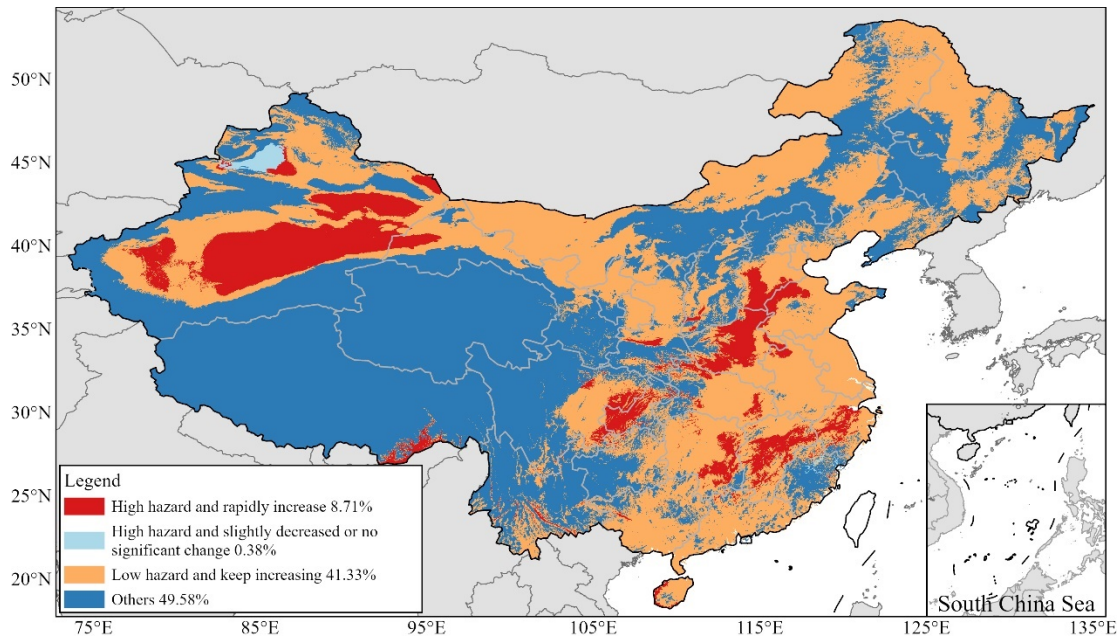 50°N
45°N
40°N
35°N
30°N
25°N
20°N
Legend
High hazard and rapidly increase 8.71%
High hazard and slightly decreased or no
significant change 0.38%
Low hazard and keep increasing 41.33%
Others 49.58%
South China Sea
75°E 85°E 95°E 105°E 115°E 125°E 135°E